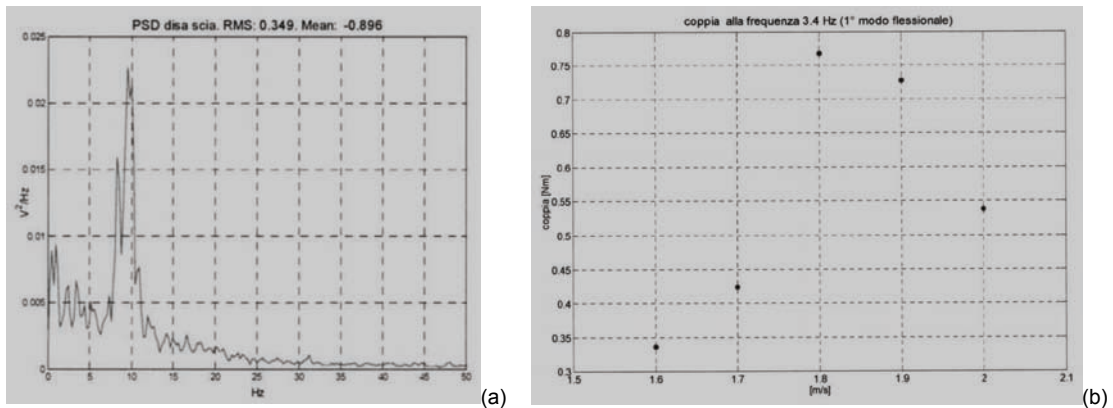 PSD disa scia. RMS: 0.349. Mean: -0.896
0.025
0.02
0.015
0.01
0.005
0
V²/Hz
0 5 10 15 20 25 30 35 40 45 50
Hz
(a)
coppia alla frequenza 3.4 Hz (1° modo flessionale)
0.8
0.75
0.7
0.65
0.6
0.55
0.5
0.45
0.4
0.35
0.3
coppia [Nm]
1.5 1.6 1.7 1.8 1.9 2 2.1
[m/s]
(b)